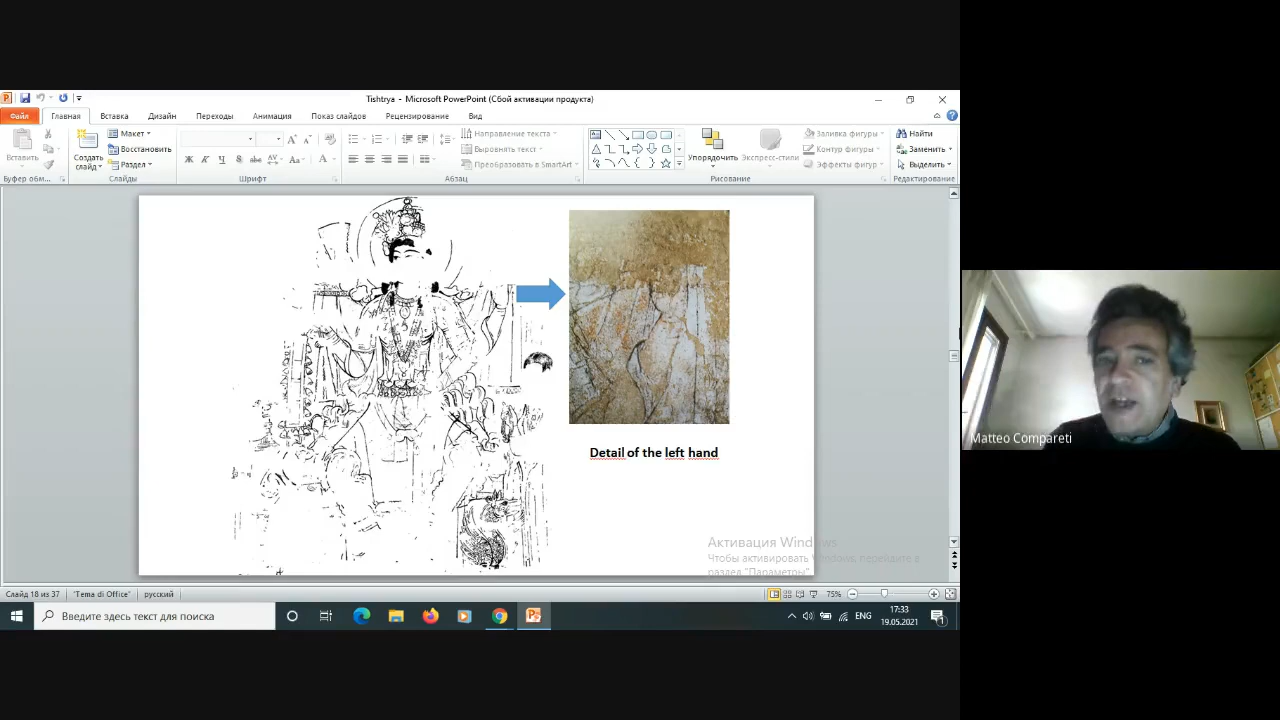 Tishtrya - Microsoft PowerPoint (Сбой активации продукта)
Файл Главная Вставка Дизайн Переходы Анимация Показ слайдов Рецензирование Вид
Вставить
Создать слайд
Макет
Восстановить
Раздел
Ж К Ч S abc AV Aa A
Направление текста
Выровнять текст
Преобразовать в SmartArt
Упорядочить
Экспресс-стили
Заливка фигуры
Контур фигуры
Эффекты фигур
Найти
Заменить
Выделить
Буфер обм... Слайды Шрифт Абзац Рисование Редактирование
Detail of the left hand
Matteo Compareti
Активация Windows
Чтобы активировать Windows, перейдите в
раздел "Параметры".
Слайд 18 из 37 "Tema di Office" русский 75%
Введите здесь текст для поиска
ENG
17:33
19.05.2021
1